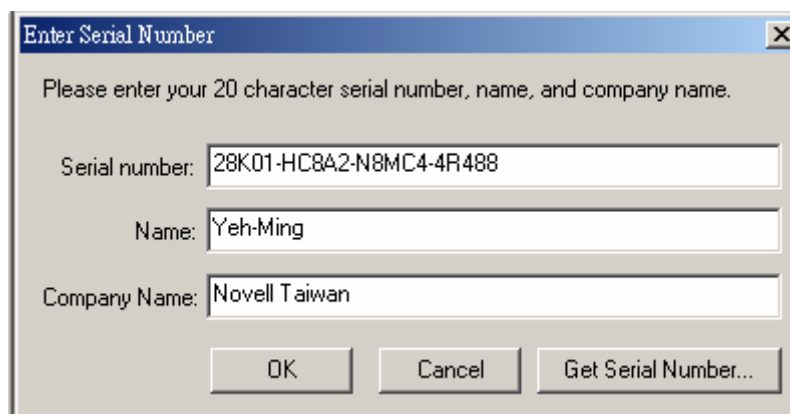 Enter Serial Number
Please enter your 20 character serial number, name, and company name.
Serial number: 28K01-HC8A2-N8MC4-4R488
Name: Yeh-Ming
Company Name: Novell Taiwan
OK Cancel Get Serial Number...